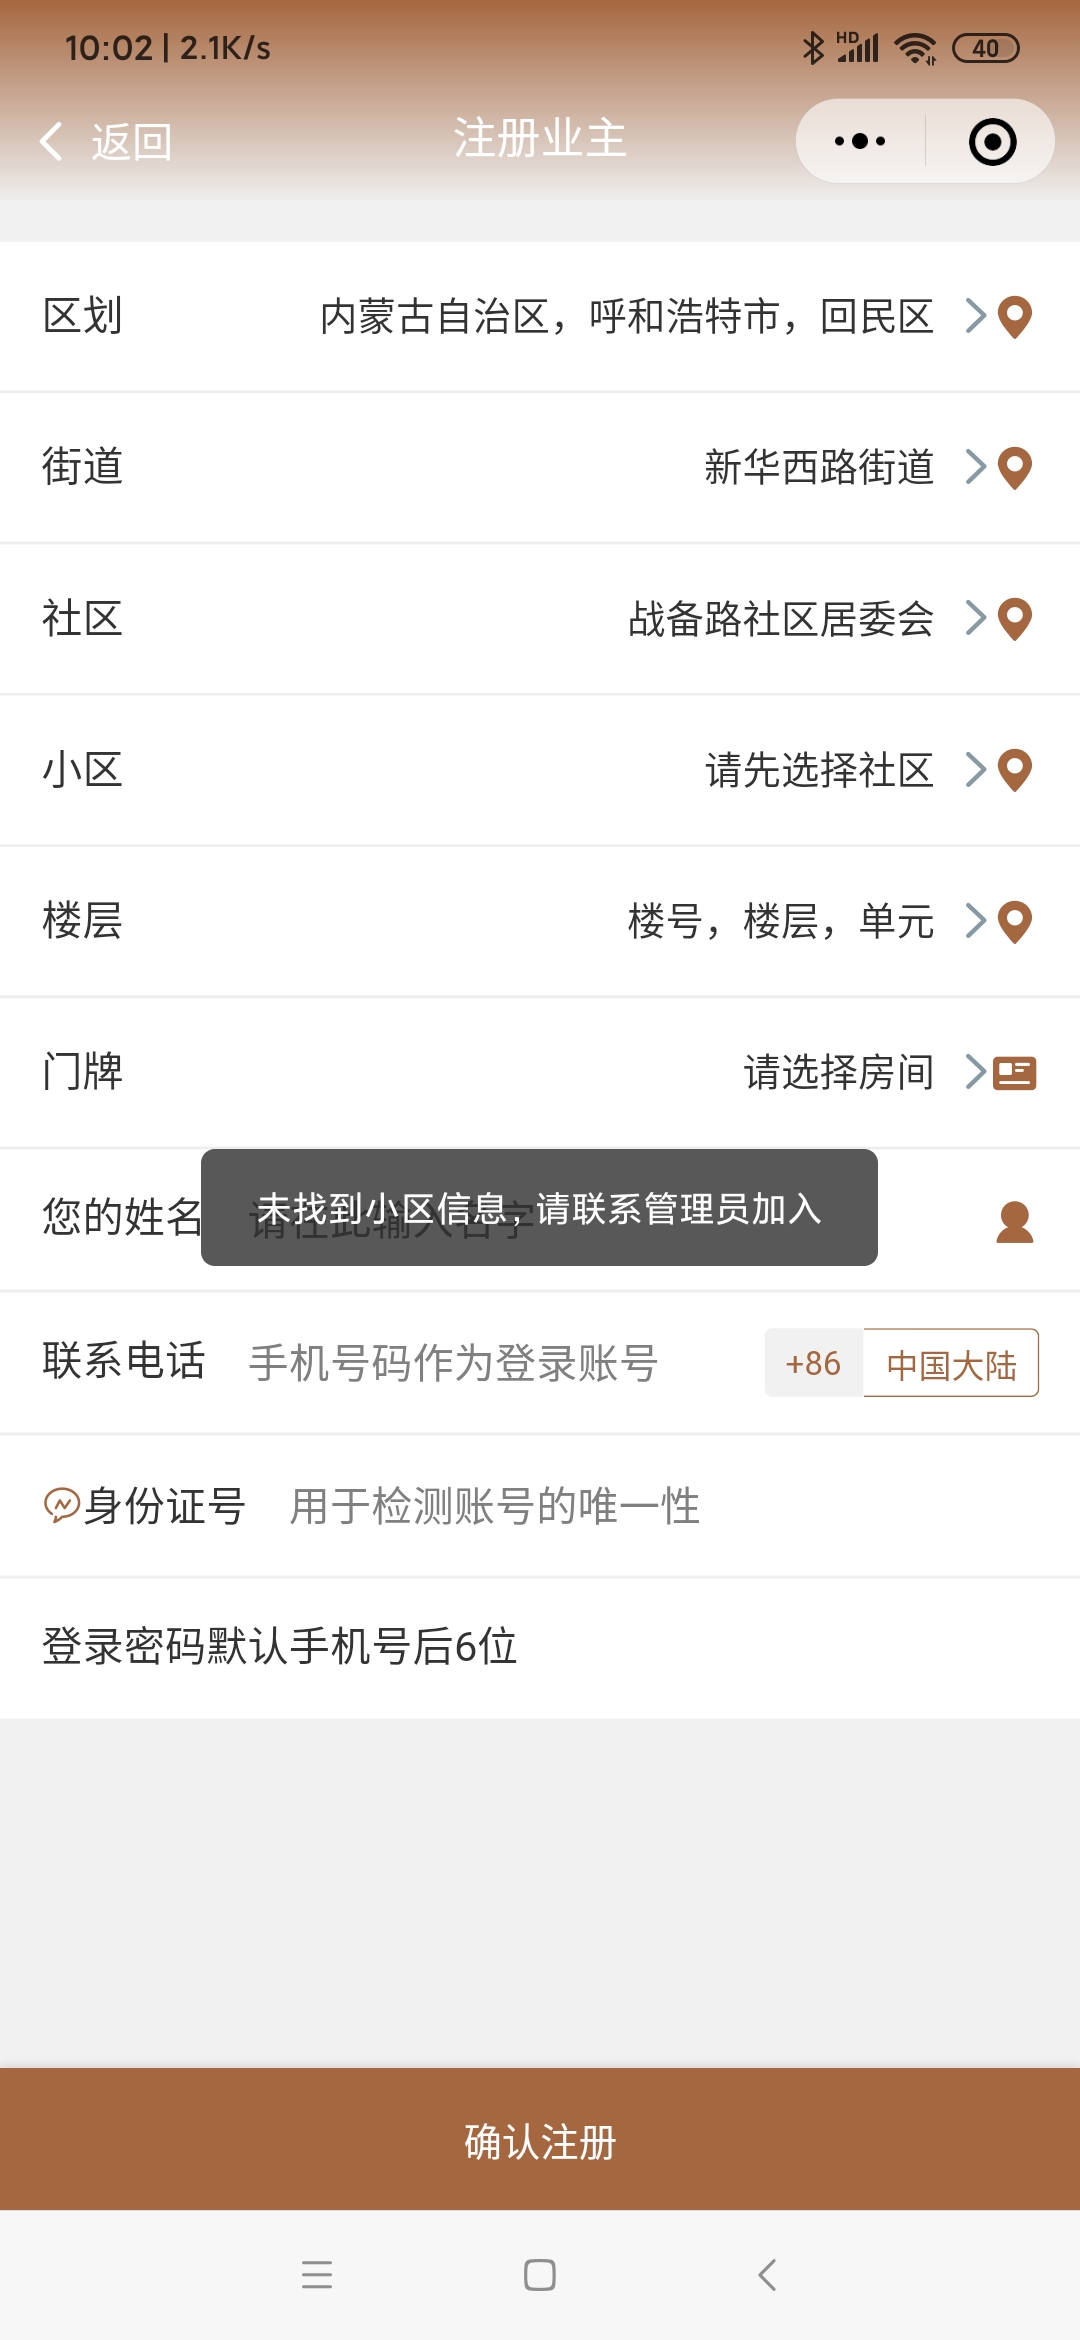 10:02 | 2.1K/s
HD
40
返回
注册业主
区划 内蒙古自治区，呼和浩特市，回民区
街道 新华西路街道
社区 战备路社区居委会
小区 请先选择社区
楼层 楼号，楼层，单元
门牌 请选择房间
您的姓名 请在此输入名字
未找到小区信息，请联系管理员加入
联系电话 手机号码作为登录账号 +86 中国大陆
身份证号 用于检测账号的唯一性
登录密码默认手机号后6位
确认注册